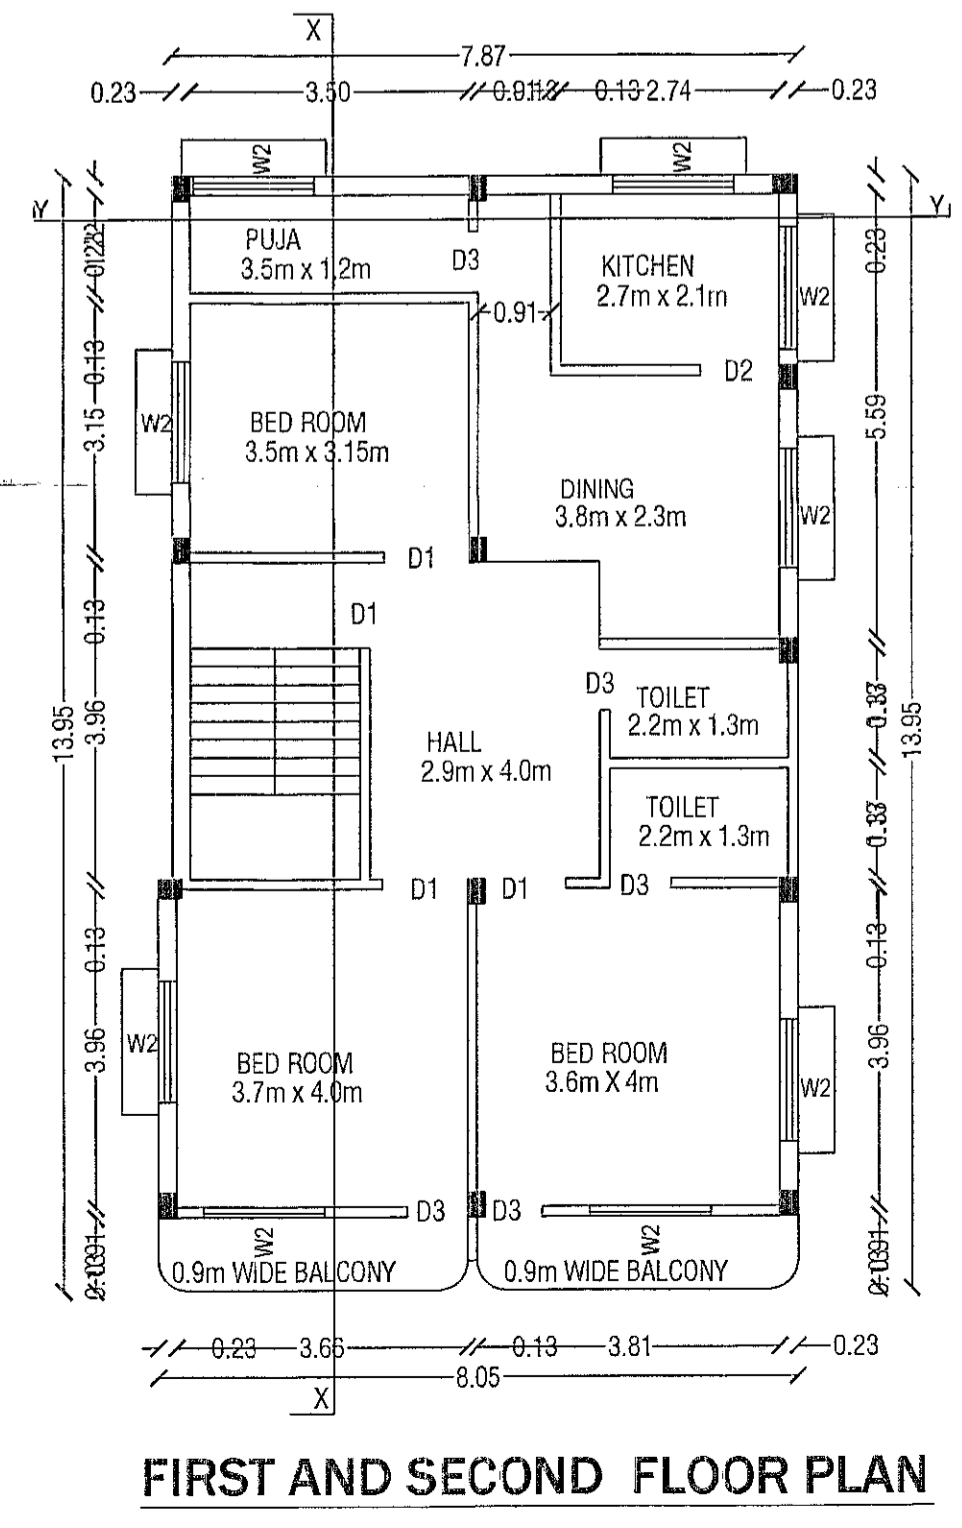 X
7.87
0.23
3.50
0.13 2.74
0.23
W2
W2
Y
Y
PUJA
3.5m x 1.2m
D3
KITCHEN
2.7m x 2.1m
0.23
W2
0.91
0.13
D2
W2
BED ROOM
3.5m x 3.15m
3.15
5.59
DINING
3.8m x 2.3m
W2
D1
D1
0.13
D3
TOILET
2.2m x 1.3m
13.95
3.96
HALL
2.9m x 4.0m
13.95
TOILET
2.2m x 1.3m
D1
D1
D3
0.13
0.13
W2
3.96
BED ROOM
3.7m x 4.0m
BED ROOM
3.6m X 4m
3.96
W2
D3
D3
W2
W2
0.9m WIDE BALCONY
0.9m WIDE BALCONY
0.23
3.66
0.13
3.81
0.23
8.05
X
FIRST AND SECOND FLOOR PLAN